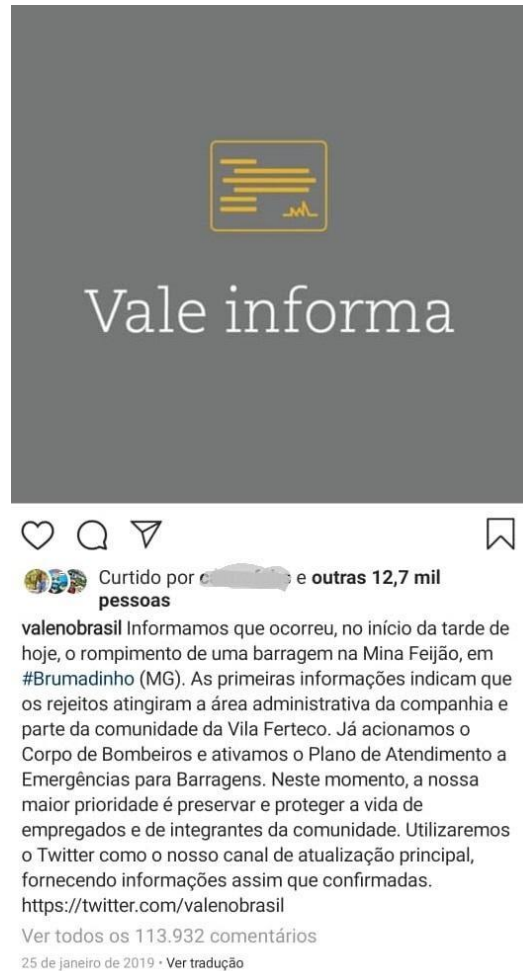 Vale informa
Curtido por e outras 12,7 mil
pessoas
valenobrasil Informamos que ocorreu, no início da tarde de
hoje, o rompimento de uma barragem na Mina Feijão, em
#Brumadinho (MG). As primeiras informações indicam que
os rejeitos atingiram a área administrativa da companhia e
parte da comunidade da Vila Ferteco. Já acionamos o
Corpo de Bombeiros e ativamos o Plano de Atendimento a
Emergências para Barragens. Neste momento, a nossa
maior prioridade é preservar e proteger a vida de
empregados e de integrantes da comunidade. Utilizaremos
o Twitter como o nosso canal de atualização principal,
fornecendo informações assim que confirmadas.
https://twitter.com/valenobrasil
Ver todos os 113.932 comentários
25 de janeiro de 2019 • Ver tradução